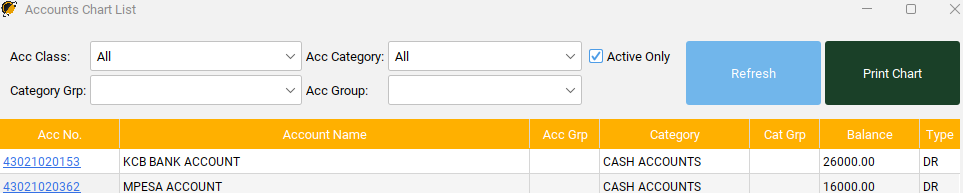 Accounts Chart List
Acc Class: All Acc Category: All Active Only Refresh Print Chart
Category Grp: Acc Group:
Acc No. Account Name Acc Grp Category Cat Grp Balance Type
43021020153 KCB BANK ACCOUNT CASH ACCOUNTS 26000.00 DR
43021020362 MPESA ACCOUNT CASH ACCOUNTS 16000.00 DR